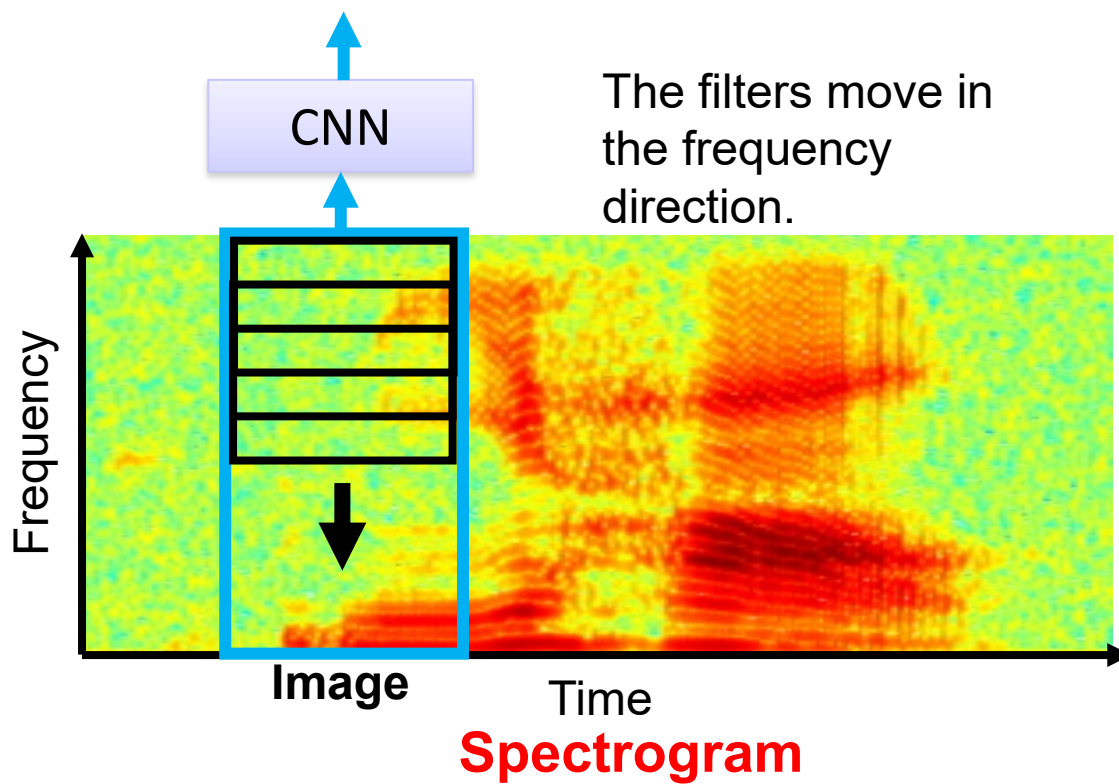 CNN
The filters move in
the frequency
direction.
Frequency
Image
Time
Spectrogram